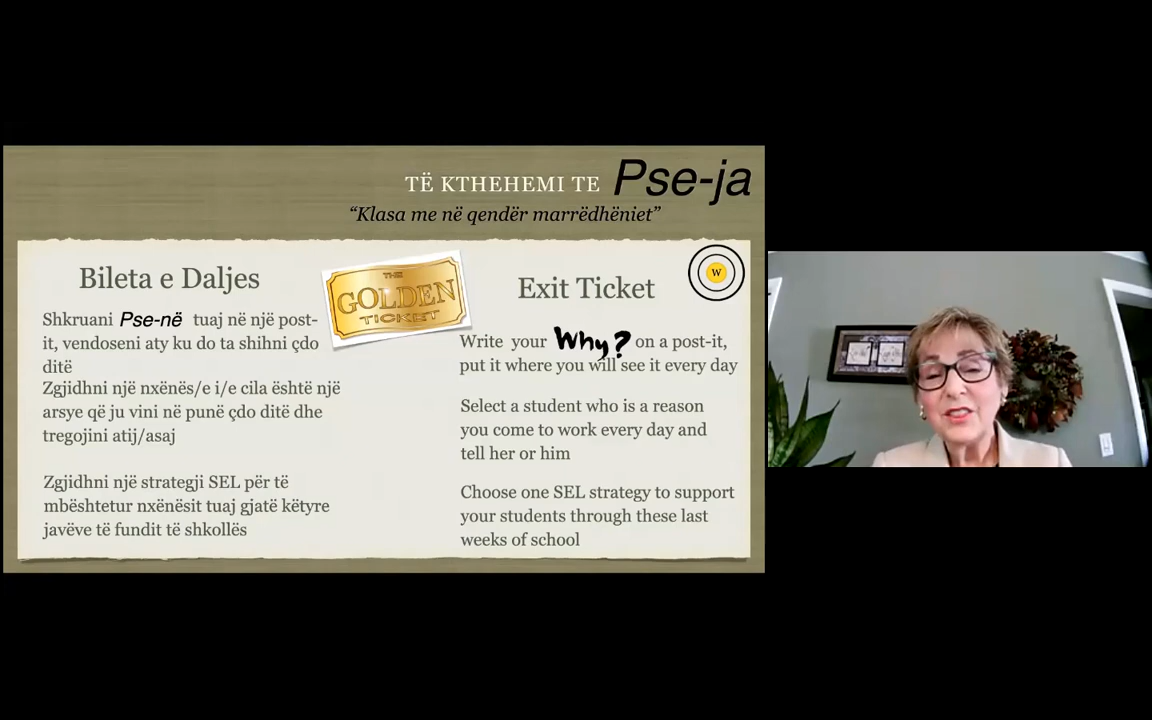 TË KTHEHEMI TE Pse-ja
“Klasa me në qendër marrëdhëniet”
Bileta e Daljes
Shkruani Pse-në tuaj në një post-
it, vendoseni aty ku do ta shihni çdo
ditë
Zgjidhni një nxënës/e i/e cila është një
arsye që ju vini në punë çdo ditë dhe
tregojini atij/asaj
Zgjidhni një strategji SEL për të
mbështetur nxënësit tuaj gjatë këtyre
javëve të fundit të shkollës
THE
GOLDEN
TICKET
Exit Ticket
W
Write your Why? on a post-it,
put it where you will see it every day
Select a student who is a reason
you come to work every day and
tell her or him
Choose one SEL strategy to support
your students through these last
weeks of school